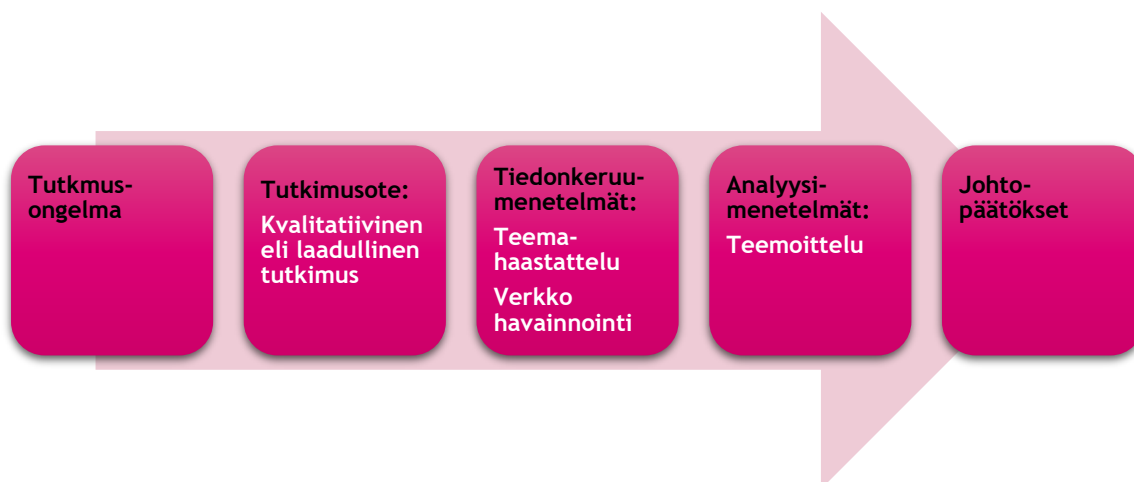 Tutkmus-
ongelma
Tutkimusote:
Kvalitatiivinen
eli laadullinen
tutkimus
Tiedonkeruu-
menetelmät:
Teema-
haastattelu
Verkko
havainnointi
Analyysi-
menetelmät:
Teemoittelu
Johto-
päätökset